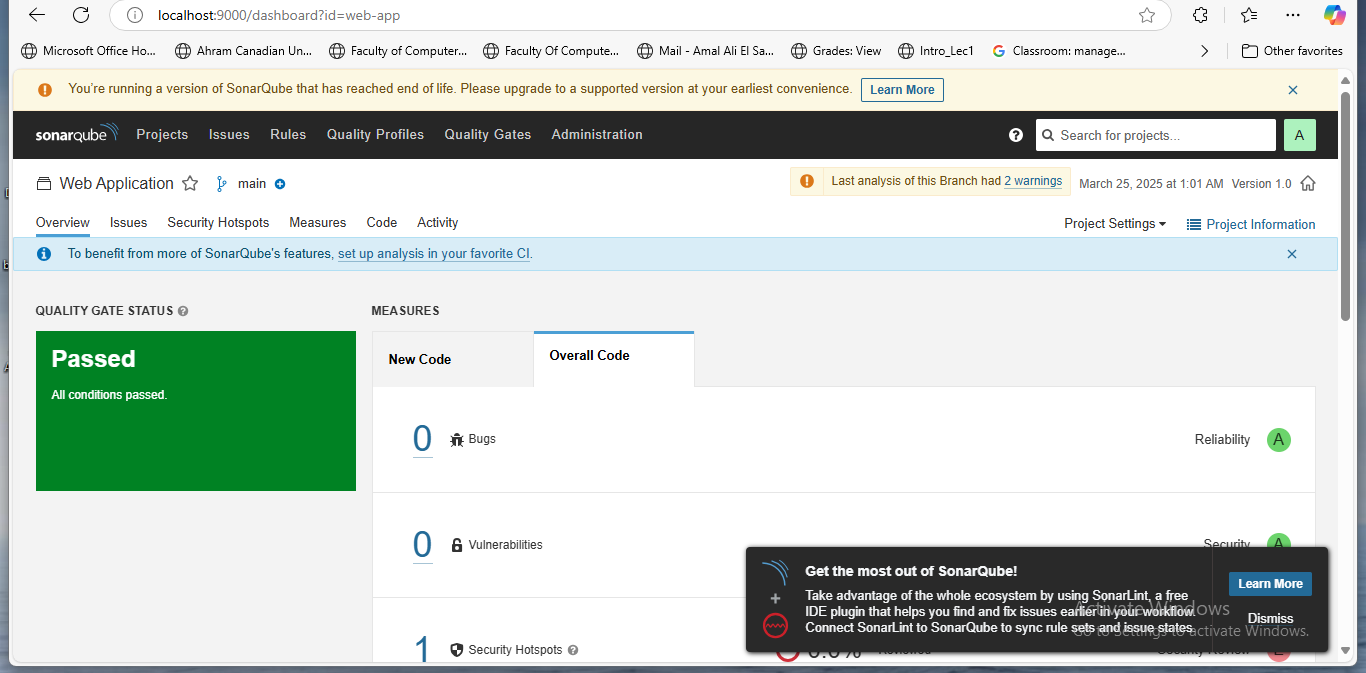 localhost:9000/dashboard?id=web-app
Microsoft Office Ho... Ahram Canadian Un... Faculty of Computer... Faculty Of Compute... Mail - Amal Ali El Sa... Grades: View Intro_Lec1 Classroom: manage... Other favorites
You're running a version of SonarQube that has reached end of life. Please upgrade to a supported version at your earliest convenience. Learn More
sonarqube Projects Issues Rules Quality Profiles Quality Gates Administration Search for projects... A
Web Application main Last analysis of this Branch had 2 warnings March 25, 2025 at 1:01 AM Version 1.0
Overview Issues Security Hotspots Measures Code Activity Project Settings Project Information
To benefit from more of SonarQube's features, set up analysis in your favorite CI.
QUALITY GATE STATUS MEASURES
Passed
All conditions passed.
New Code Overall Code
0 Bugs Reliability A
0 Vulnerabilities Security A
1 Security Hotspots 0.0% Reviewed Security Review E
Get the most out of SonarQube!
Take advantage of the whole ecosystem by using SonarLint, a free
IDE plugin that helps you find and fix issues earlier in your workflow.
Connect SonarLint to SonarQube to sync rule sets and issue states.
Learn More
Dismiss
Activate Windows
Go to Settings to activate Windows.